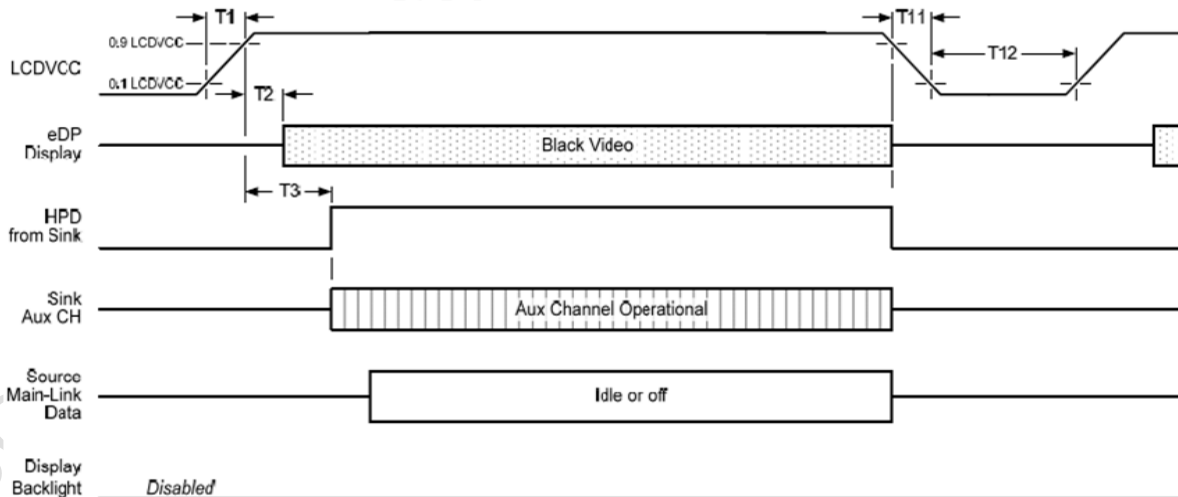 T1
T11
0.9 LCDVCC
LCDVCC
0.1 LCDVCC
T12
T2
eDP
Display
Black Video
T3
HPD
from Sink
Sink
Aux CH
Aux Channel Operational
Source
Main-Link
Data
Idle or off
Display
Backlight
Disabled